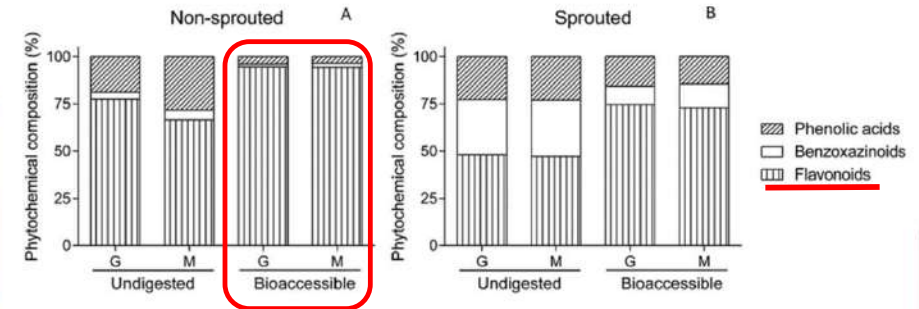 Non-sprouted
A
Phytochemical composition (%)
100
75
50
25
0
G
M
G
M
Undigested
Bioaccessible
Sprouted
B
Phytochemical composition (%)
100
75
50
25
0
G
M
G
M
Undigested
Bioaccessible
Phenolic acids
Benzoxazinoids
Flavonoids